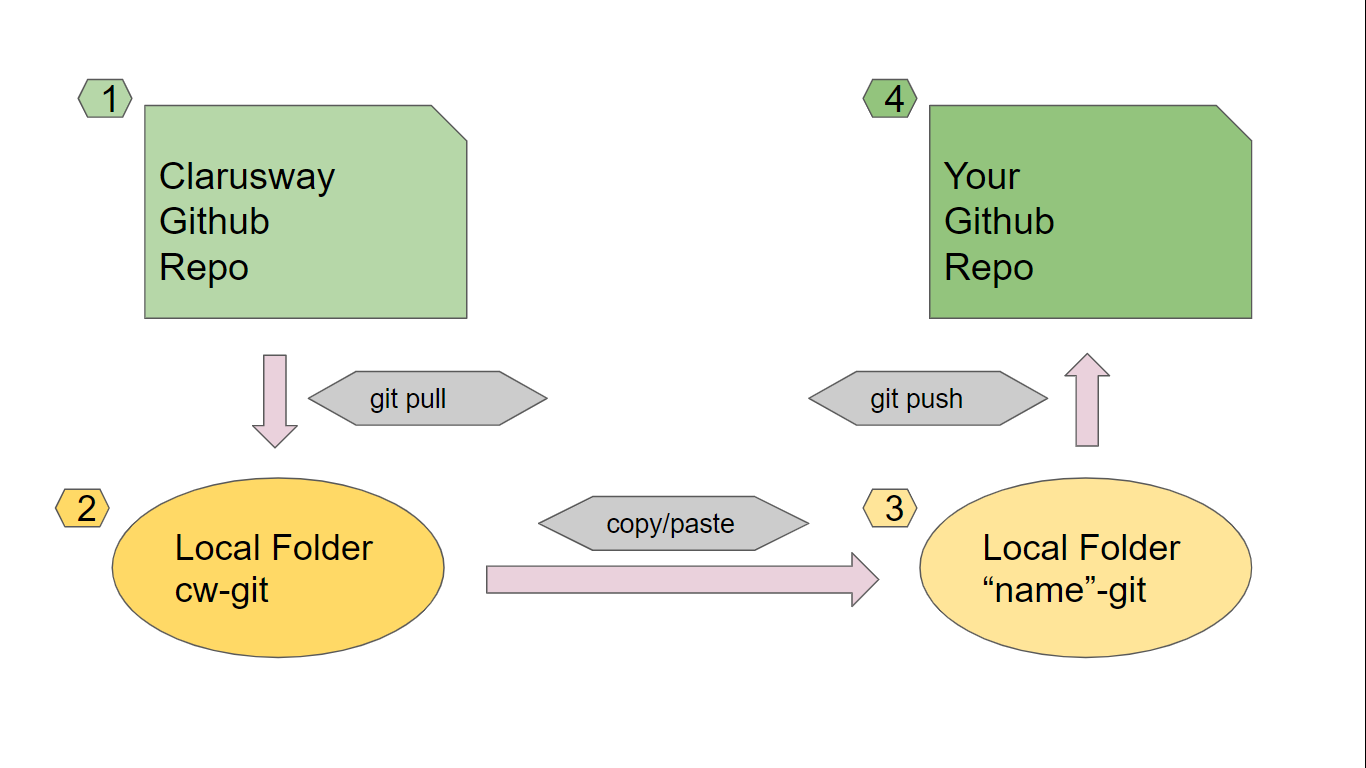 1
Clarusway
Github
Repo
4
Your
Github
Repo
git pull
git push
2
Local Folder
cw-git
copy/paste
3
Local Folder
“name”-git